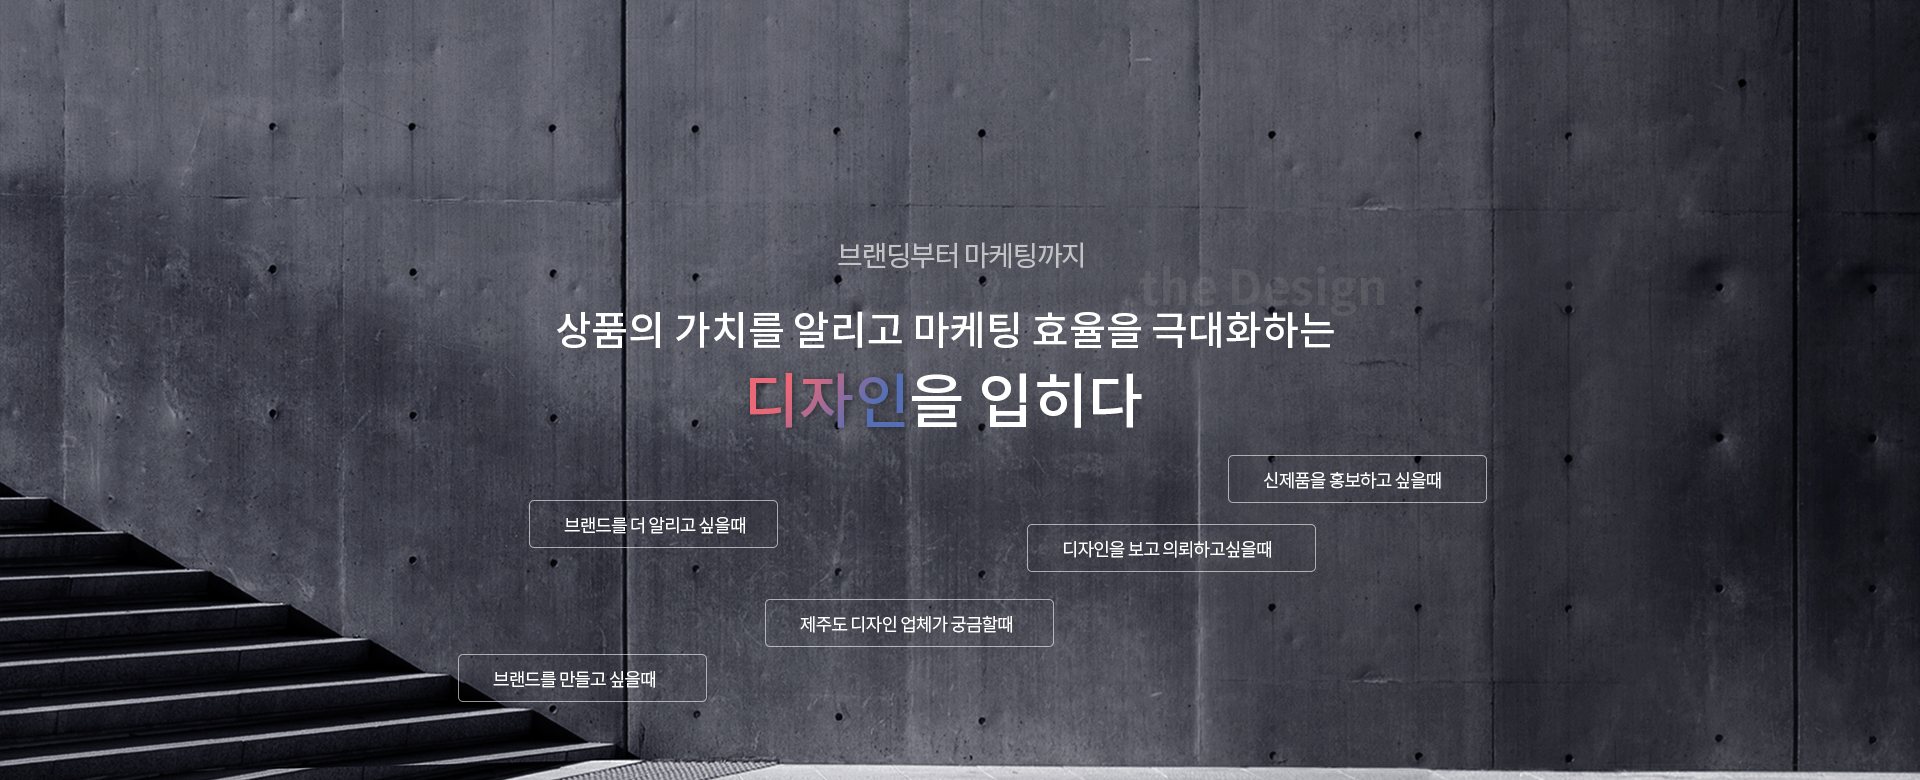 브랜딩부터 마케팅까지
the Design
상품의 가치를 알리고 마케팅 효율을 극대화하는
디자인을 입히다
신제품을 홍보하고 싶을때
브랜드를 더 알리고 싶을때
디자인을 보고 의뢰하고싶을때
제주도 디자인 업체가 궁금할때
브랜드를 만들고 싶을때